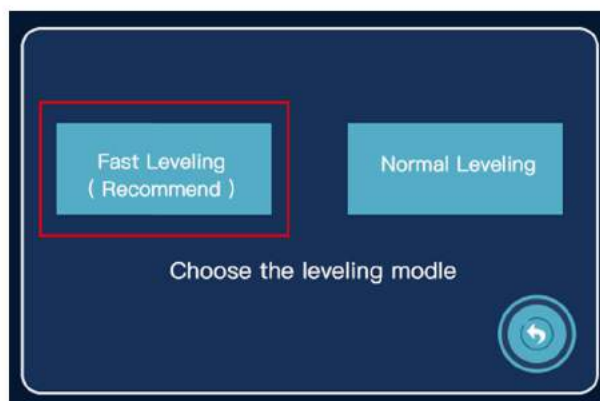 Fast Leveling
( Recommend )
Normal Leveling
Choose the leveling modle